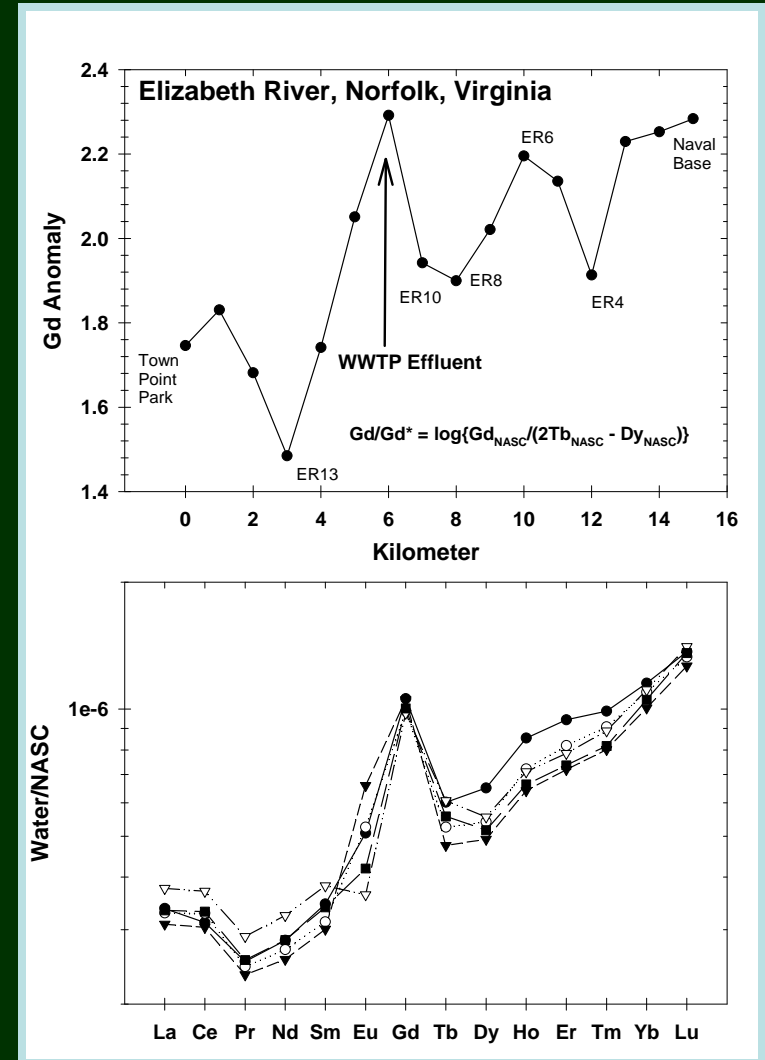 Elizabeth River, Norfolk, Virginia
2.4
2.2
2.0
1.8
1.6
1.4
Gd Anomaly
ER6
Naval
Base
ER10
ER8
ER4
Town
Point
Park
WWTP Effluent
Gd/Gd* = log{Gd_NASC/(2Tb_NASC - Dy_NASC)}
ER13
0 2 4 6 8 10 12 14 16
Kilometer
1e-6
Water/NASC
La Ce Pr Nd Sm Eu Gd Tb Dy Ho Er Tm Yb Lu